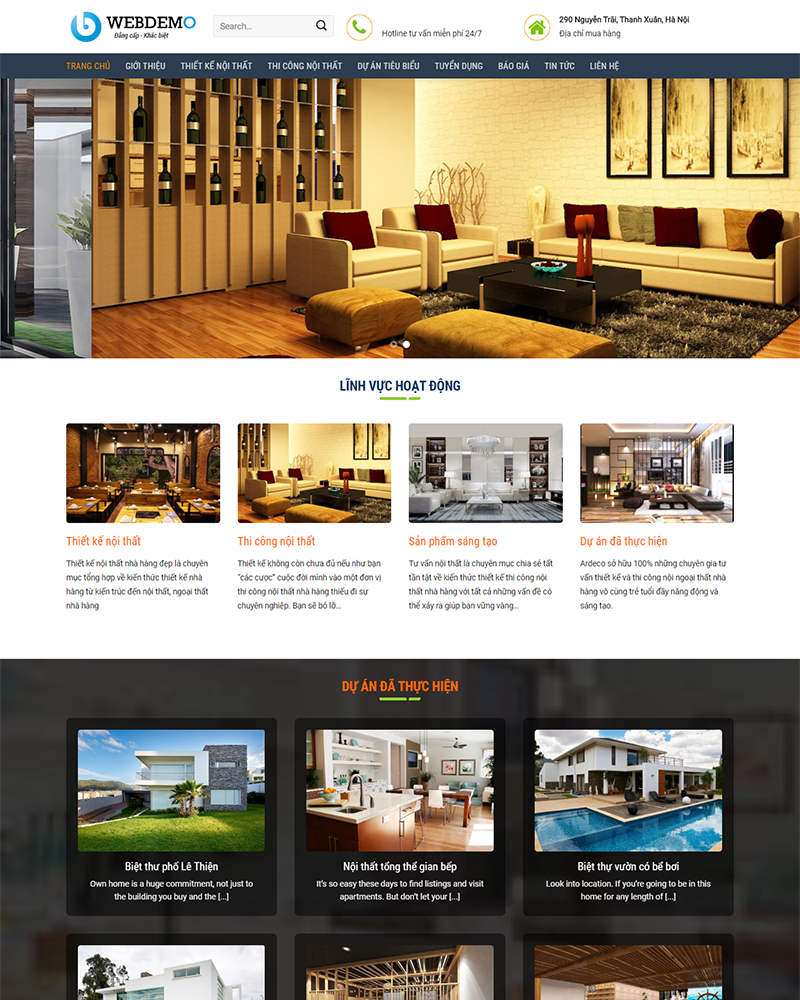 WEBDEMO
Đẳng cấp - Khác biệt
Search...
Hotline tư vấn miễn phí 24/7
290 Nguyễn Trãi, Thanh Xuân, Hà Nội
Địa chỉ mua hàng
TRANG CHỦ GIỚI THIỆU THIẾT KẾ NỘI THẤT THI CÔNG NỘI THẤT DỰ ÁN TIÊU BIỂU TUYỂN DỤNG BÁO GIÁ TIN TỨC LIÊN HỆ
LĨNH VỰC HOẠT ĐỘNG
Thiết kế nội thất
Thiết kế nội thất nhà hàng đẹp là chuyên
mục tổng hợp về kiến thức thiết kế nhà
hàng từ kiến trúc đến nội thất, ngoại thất
nhà hàng
Thi công nội thất
Thiết kế không còn chưa đủ nếu như bạn
“các cược” cuộc đời mình vào một đơn vị
thi công nội thất nhà hàng thiếu đi sự
chuyên nghiệp. Bạn sẽ bỏ lỡ...
Sản phẩm sáng tạo
Tư vấn nội thất là chuyên mục chia sẻ tất
tần tật về kiến thức thiết kế thi công nội
thất nhà hàng với tất cả những vấn đề có
thể xảy ra giúp bạn vững vàng...
Dự án đã thực hiện
Ardeco sở hữu 100% những chuyên gia tư
vấn thiết kế và thi công nội ngoại thất nhà
hàng vô cùng trẻ tuổi đầy năng động và
sáng tạo.
DỰ ÁN ĐÃ THỰC HIỆN
Biệt thư phố Lê Thiện
Own home is a huge commitment, not just to
the building you buy and the [...]
Nội thất tổng thể gian bếp
It’s so easy these days to find listings and visit
apartments. But don’t let your [...]
Biệt thự vườn có bể bơi
Look into location. If you’re going to be in this
home for any length of [...]